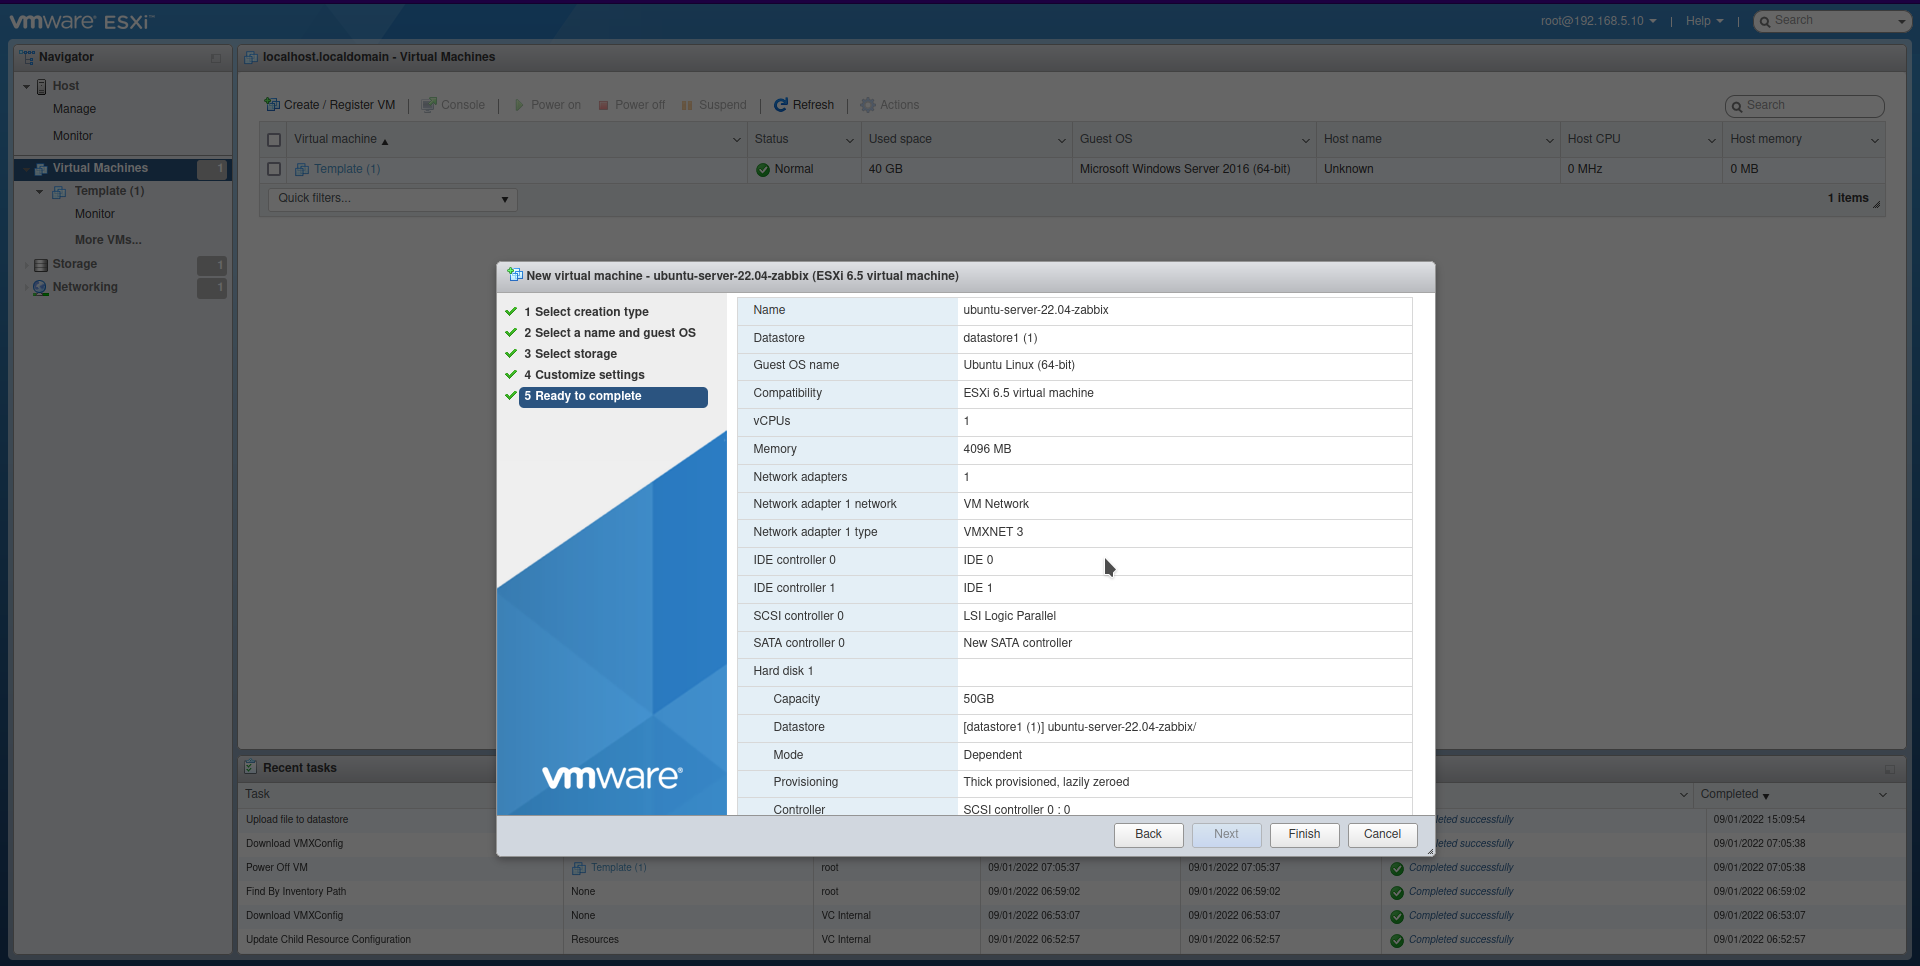 vmware ESXi™
root@192.168.5.10 | Help | Search
Navigator
Host
Manage
Monitor
Virtual Machines 1
Template (1)
Monitor
More VMs...
Storage 1
Networking 1
localhost.localdomain - Virtual Machines
Create / Register VM | Console | Power on Power off Suspend | Refresh | Actions
Search
Virtual machine Status Used space Guest OS Host name Host CPU Host memory
Template (1) Normal 40 GB Microsoft Windows Server 2016 (64-bit) Unknown 0 MHz 0 MB
Quick filters... 1 items
New virtual machine - ubuntu-server-22.04-zabbix (ESXi 6.5 virtual machine)
1 Select creation type
2 Select a name and guest OS
3 Select storage
4 Customize settings
5 Ready to complete
vmware®
Name ubuntu-server-22.04-zabbix
Datastore datastore1 (1)
Guest OS name Ubuntu Linux (64-bit)
Compatibility ESXi 6.5 virtual machine
vCPUs 1
Memory 4096 MB
Network adapters 1
Network adapter 1 network VM Network
Network adapter 1 type VMXNET 3
IDE controller 0 IDE 0
IDE controller 1 IDE 1
SCSI controller 0 LSI Logic Parallel
SATA controller 0 New SATA controller
Hard disk 1
Capacity 50GB
Datastore [datastore1 (1)] ubuntu-server-22.04-zabbix/
Mode Dependent
Provisioning Thick provisioned, lazily zeroed
Controller SCSI controller 0 : 0
Back Next Finish Cancel
Recent tasks
Task Completed
Upload file to datastore pleted successfully 09/01/2022 15:09:54
Download VMXConfig pleted successfully 09/01/2022 07:05:38
Power Off VM Template (1) root 09/01/2022 07:05:37 09/01/2022 07:05:37 Completed successfully 09/01/2022 07:05:38
Find By Inventory Path None root 09/01/2022 06:59:02 09/01/2022 06:59:02 Completed successfully 09/01/2022 06:59:02
Download VMXConfig None VC Internal 09/01/2022 06:53:07 09/01/2022 06:53:07 Completed successfully 09/01/2022 06:53:07
Update Child Resource Configuration Resources VC Internal 09/01/2022 06:52:57 09/01/2022 06:52:57 Completed successfully 09/01/2022 06:52:57